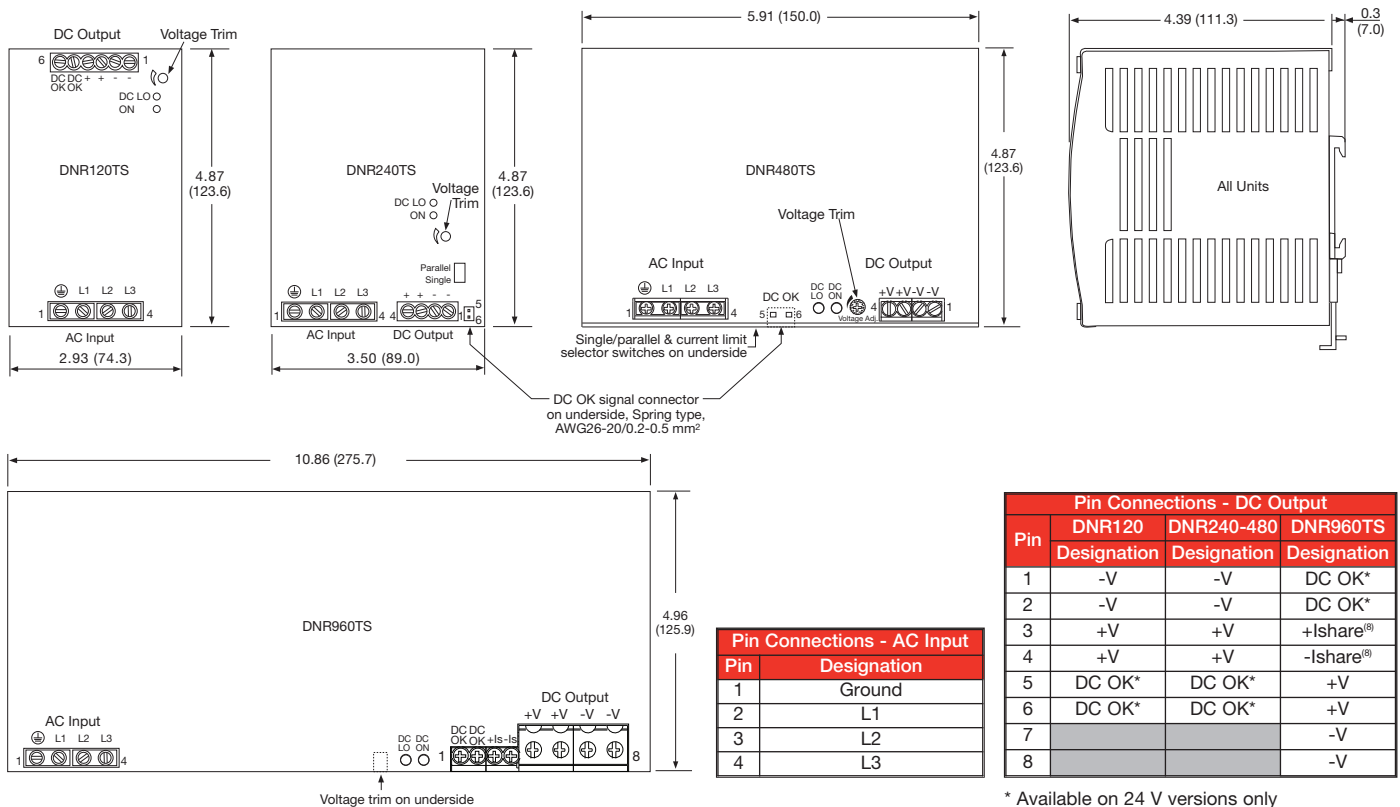 DC Output
Voltage Trim
6 1
DC DC + + - -
OK OK
DC LO
ON
DNR120TS
4.87
(123.6)
L1 L2 L3
1 4
AC Input
2.93 (74.3)
DNR240TS
Voltage
Trim
DC LO
ON
4.87
(123.6)
Parallel
Single
L1 L2 L3
+ + - -
5
1 4 4 1
6
AC Input
DC Output
3.50 (89.0)
5.91 (150.0)
DNR480TS
4.87
(123.6)
Voltage Trim
AC Input
DC Output
L1 L2 L3
DC OK
DC DC
LO ON
+V +V -V -V
1 4
5 6
4 1
Voltage Adj.
Single/parallel & current limit
selector switches on underside
DC OK signal connector
on underside, Spring type,
AWG26-20/0.2-0.5 mm²
4.39 (111.3)
0.3
(7.0)
All Units
10.86 (275.7)
DNR960TS
4.96
(125.9)
AC Input
L1 L2 L3
1 4
DC DC
LO ON
DC DC
OK OK +Is -Is
DC Output
+V +V -V -V
1 8
Voltage trim on underside
Pin Connections - AC Input
Pin Designation
1 Ground
2 L1
3 L2
4 L3
Pin Connections - DC Output
Pin DNR120 DNR240-480 DNR960TS
Designation Designation Designation
1 -V -V DC OK*
2 -V -V DC OK*
3 +V +V +Ishare(8)
4 +V +V -Ishare(8)
5 DC OK* DC OK* +V
6 DC OK* DC OK* +V
7 -V
8 -V
* Available on 24 V versions only